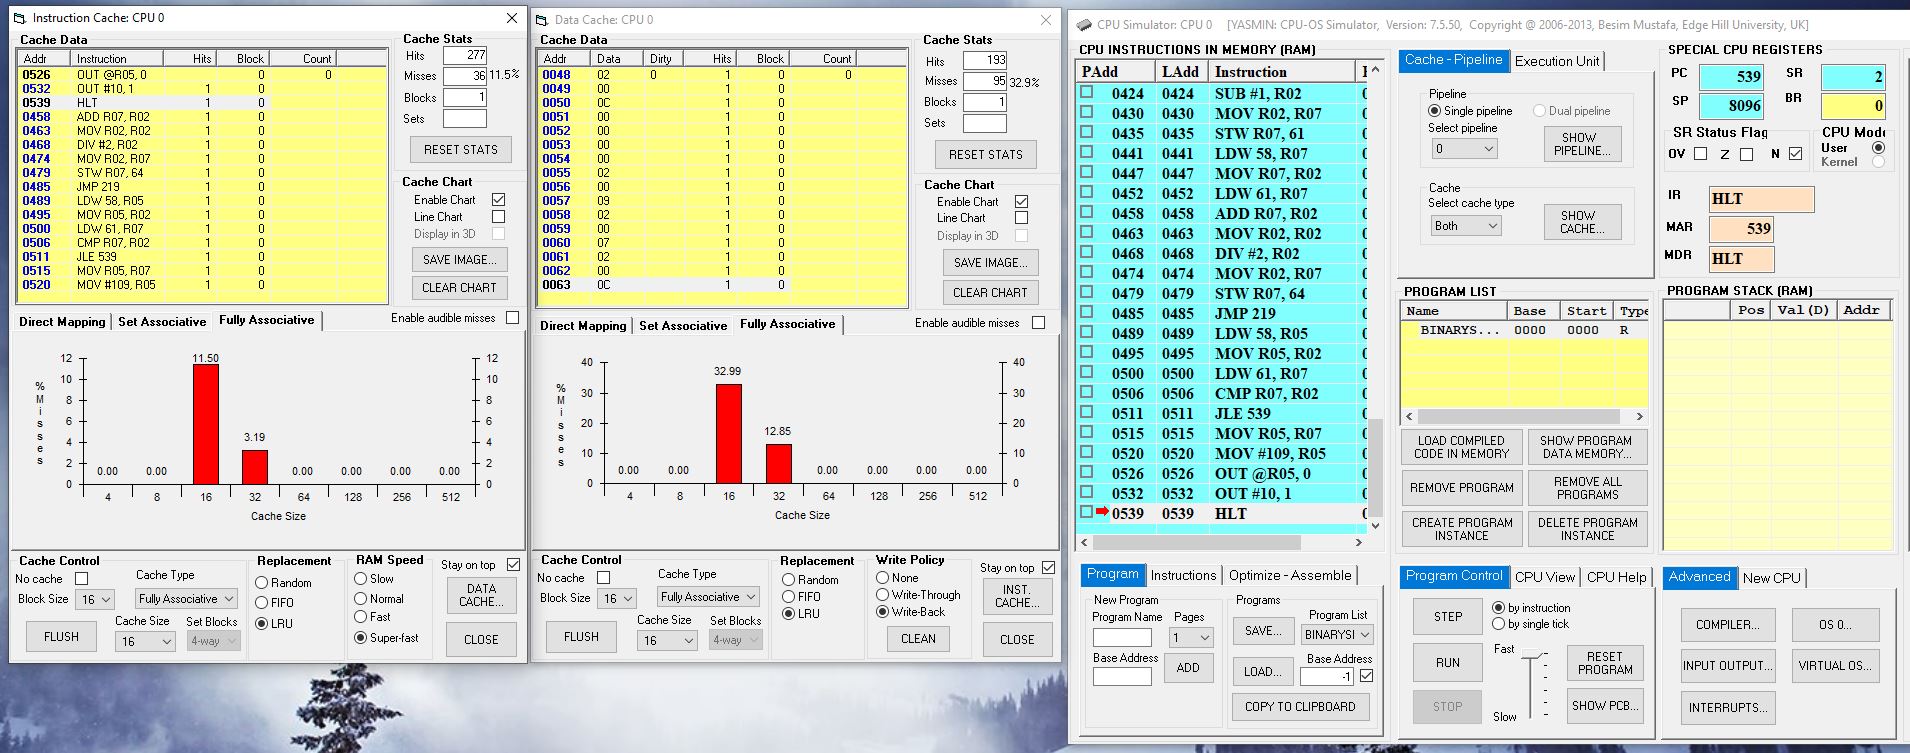 Instruction Cache: CPU 0
Cache Data
Addr Instruction Hits Block Count
0526 OUT @R05, 0 0 0
0532 OUT #10, 1 1 0
0539 HLT 1 0
0458 ADD R07, R02 1 0
0463 MOV R02, R02 1 0
0468 DIV #2, R02 1 0
0474 MOV R02, R07 1 0
0479 STW R07, 64 1 0
0485 JMP 219 1 0
0489 LDW 58, R05 1 0
0495 MOV R05, R02 1 0
0500 LDW 61, R07 1 0
0506 CMP R07, R02 1 0
0511 JLE 539 1 0
0515 MOV R05, R07 1 0
0520 MOV #109, R05 1 0
Cache Stats
Hits 277
Misses 36 11.5%
Blocks 1
Sets
RESET STATS
Cache Chart
Enable Chart
Line Chart
Display in 3D
SAVE IMAGE...
CLEAR CHART
Direct Mapping Set Associative Fully Associative
Enable audible misses
% Misses
12 11.50 12
10 10
8 8
6 6
4 3.19 4
2 0.00 0.00 0.00 0.00 0.00 0.00 2
0 0
4 8 16 32 64 128 256 512
Cache Size
Cache Control
No cache
Cache Type
Block Size 16 Fully Associative
Cache Size Set Blocks
FLUSH 16 4-way
Replacement
Random
FIFO
LRU
RAM Speed
Slow
Normal
Fast
Super-fast
Stay on top
DATA
CACHE...
CLOSE
Data Cache: CPU 0
Cache Data
Addr Data Dirty Hits Block Count
0048 02 0 1 0 0
0049 00 1 0
0050 0C 1 0
0051 00 1 0
0052 00 1 0
0053 00 1 0
0054 00 1 0
0055 02 1 0
0056 00 1 0
0057 09 1 0
0058 02 1 0
0059 00 1 0
0060 07 1 0
0061 02 1 0
0062 00 1 0
0063 0C 1 0
Cache Stats
Hits 193
Misses 95 32.9%
Blocks 1
Sets
RESET STATS
Cache Chart
Enable Chart
Line Chart
Display in 3D
SAVE IMAGE...
CLEAR CHART
Direct Mapping Set Associative Fully Associative
Enable audible misses
% Misses
40 32.99 40
30 30
20 12.85 20
10 0.00 0.00 0.00 0.00 0.00 0.00 10
0 0
4 8 16 32 64 128 256 512
Cache Size
Cache Control
No cache
Cache Type
Block Size 16 Fully Associative
Cache Size Set Blocks
FLUSH 16 4-way
Replacement
Random
FIFO
LRU
Write Policy
None
Write-Through
Write-Back
CLEAN
Stay on top
INST.
CACHE...
CLOSE
CPU Simulator: CPU 0 [YASMIN: CPU-OS Simulator, Version: 7.5.50, Copyright @ 2006-2013, Besim Mustafa, Edge Hill University, UK]
CPU INSTRUCTIONS IN MEMORY (RAM)
PAdd LAdd Instruction
0424 0424 SUB #1, R02
0430 0430 MOV R02, R07
0435 0435 STW R07, 61
0441 0441 LDW 58, R07
0447 0447 MOV R07, R02
0452 0452 LDW 61, R07
0458 0458 ADD R07, R02
0463 0463 MOV R02, R02
0468 0468 DIV #2, R02
0474 0474 MOV R02, R07
0479 0479 STW R07, 64
0485 0485 JMP 219
0489 0489 LDW 58, R05
0495 0495 MOV R05, R02
0500 0500 LDW 61, R07
0506 0506 CMP R07, R02
0511 0511 JLE 539
0515 0515 MOV R05, R07
0520 0520 MOV #109, R05
0526 0526 OUT @R05, 0
0532 0532 OUT #10, 1
0539 0539 HLT
Program Instructions Optimize - Assemble
New Program
Program Name Pages
1
Base Address
ADD
Programs
Program List
SAVE... BINARYSI
Base Address
LOAD... -1
COPY TO CLIPBOARD
Cache - Pipeline Execution Unit
Pipeline
Single pipeline Dual pipeline
Select pipeline
0
SHOW
PIPELINE...
Cache
Select cache type
Both
SHOW
CACHE...
SPECIAL CPU REGISTERS
PC 539 SR 2
SP 8096 BR 0
SR Status Flag
OV Z N
CPU Mode
User
Kernel
IR HLT
MAR 539
MDR HLT
PROGRAM LIST
Name Base Start Type
BINARYS... 0000 0000 R
LOAD COMPILED
CODE IN MEMORY
SHOW PROGRAM
DATA MEMORY...
REMOVE PROGRAM
REMOVE ALL
PROGRAMS
CREATE PROGRAM
INSTANCE
DELETE PROGRAM
INSTANCE
PROGRAM STACK (RAM)
Pos Val(D) Addr
Program Control CPU View CPU Help
STEP
by instruction
by single tick
RUN
STOP
Fast
Slow
RESET
PROGRAM
SHOW PCB...
Advanced New CPU
COMPILER... OS 0...
INPUT OUTPUT... VIRTUAL OS...
INTERRUPTS...